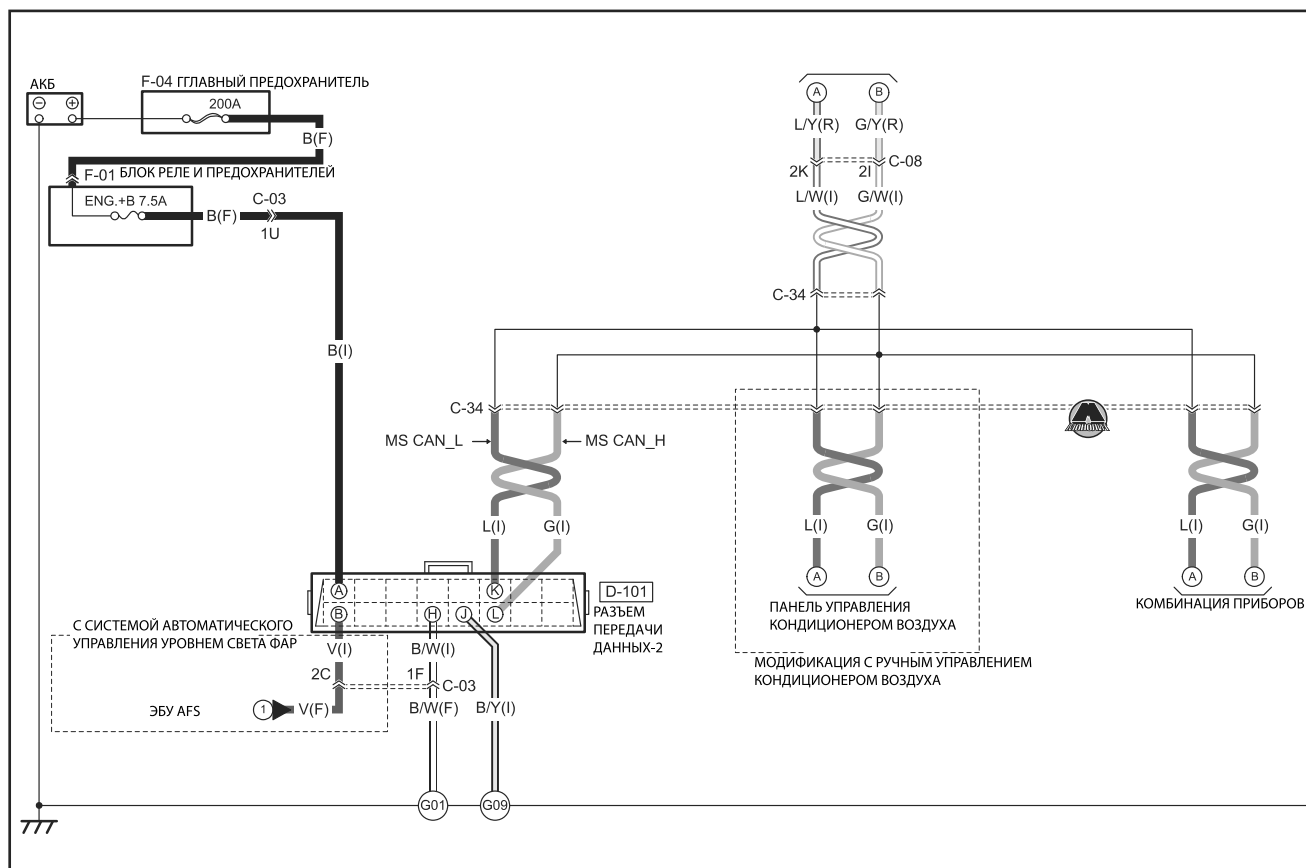 АКБ
F-04 ГГЛАВНЫЙ ПРЕДОХРАНИТЕЛЬ
200A
B(F)
F-01 БЛОК РЕЛЕ И ПРЕДОХРАНИТЕЛЕЙ
ENG.+B 7.5A
B(F)
C-03
1U
B(I)
A
B
L/Y(R)
G/Y(R)
2K
2I
C-08
L/W(I)
G/W(I)
C-34
C-34
MS CAN_L
MS CAN_H
L(I)
G(I)
L(I)
G(I)
L(I)
G(I)
A
B
A
B
ПАНЕЛЬ УПРАВЛЕНИЯ
КОНДИЦИОНЕРОМ ВОЗДУХА
КОМБИНАЦИЯ ПРИБОРОВ
МОДИФИКАЦИЯ С РУЧНЫМ УПРАВЛЕНИЕМ
КОНДИЦИОНЕРОМ ВОЗДУХА
A
K
B
H
J
L
D-101
РАЗЪЕМ
ПЕРЕДАЧИ
ДАННЫХ-2
С СИСТЕМОЙ АВТОМАТИЧЕСКОГО
УПРАВЛЕНИЯ УРОВНЕМ СВЕТА ФАР
V(I)
B/W(I)
2C
1F
C-03
ЭБУ AFS
1
V(F)
B/W(F)
B/Y(I)
G01
G09